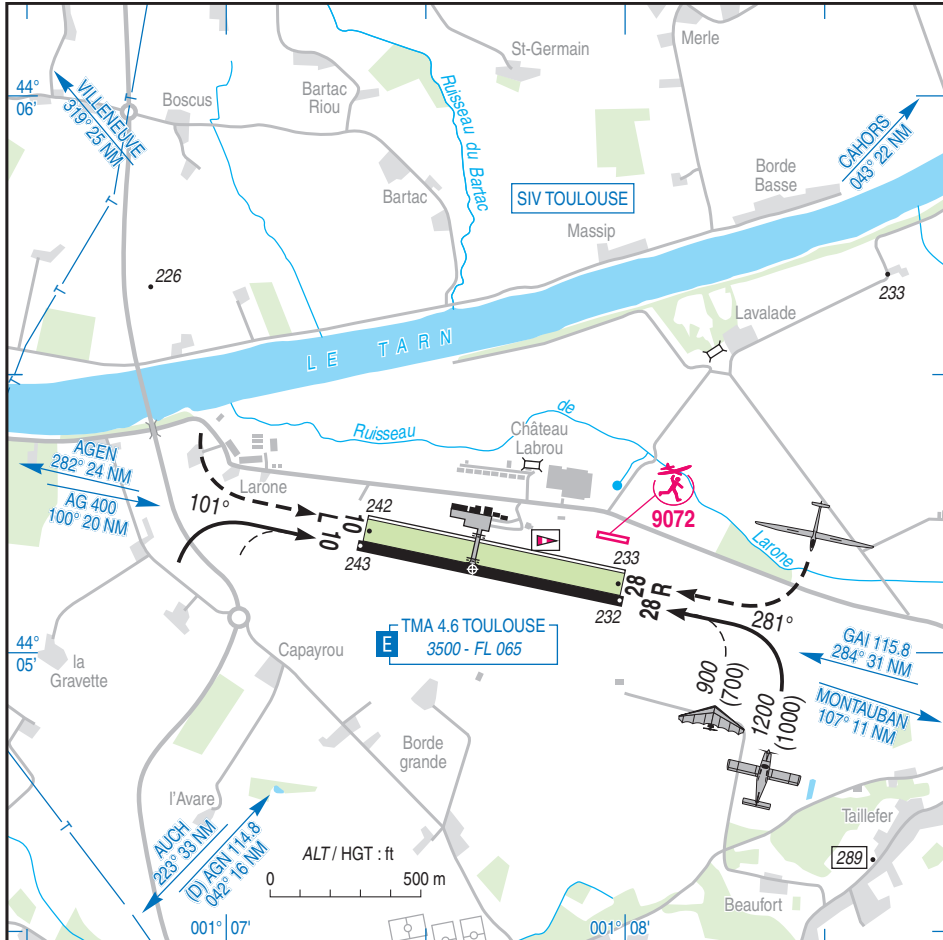 St-Germain
Merle
44°
06'
VILLENEUVE
319° 25 NM
Boscus
Bartac
Riou
Ruisseau du Bartac
CAHORS
043° 22 NM
Borde
Basse
Bartac
SIV TOULOUSE
Massip
T
T
226
233
Lavalade
LE TARN
de
Ruisseau
Château
Labrou
AGEN
282° 24 NM
AG 400
100° 20 NM
Larone
9072
101°
242
L 10
L 10
243
233
28
28 R
232
Larone
281°
TMA 4.6 TOULOUSE
E
3500 - FL 065
GAI 115.8
284° 31 NM
MONTAUBAN
107° 11 NM
44°
05'
la
Gravette
Capayrou
900
(700)
1200
(1000)
Borde
grande
l'Avare
T
AUCH
223° 33 NM
(D) AGN 114.8
042° 16 NM
ALT / HGT : ft
0 500 m
Taillefer
289
Beaufort
001° 07'
001° 08'